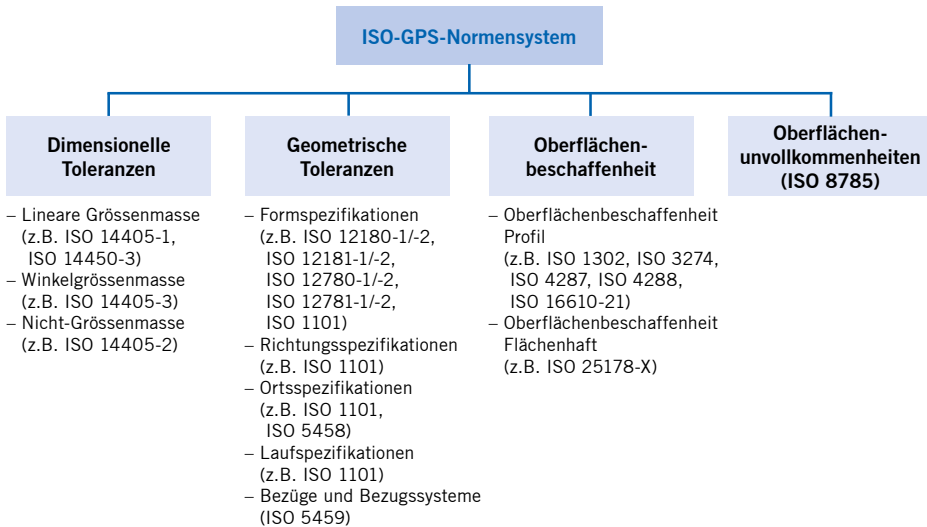 ISO-GPS-Normensystem
Dimensionelle
Toleranzen
– Lineare Grössenmasse
(z.B. ISO 14405-1,
ISO 14450-3)
– Winkelgrössenmasse
(z.B. ISO 14405-3)
– Nicht-Grössenmasse
(z.B. ISO 14405-2)
Geometrische
Toleranzen
– Formspezifikationen
(z.B. ISO 12180-1/-2,
ISO 12181-1/-2,
ISO 12780-1/-2,
ISO 12781-1/-2,
ISO 1101)
– Richtungsspezifikationen
(z.B. ISO 1101)
– Ortsspezifikationen
(z.B. ISO 1101,
ISO 5458)
– Laufspezifikationen
(z.B. ISO 1101)
– Bezüge und Bezugssysteme
(ISO 5459)
Oberflächen-
beschaffenheit
– Oberflächenbeschaffenheit
Profil
(z.B. ISO 1302, ISO 3274,
ISO 4287, ISO 4288,
ISO 16610-21)
– Oberflächenbeschaffenheit
Flächenhaft
(z.B. ISO 25178-X)
Oberflächen-
unvollkommenheiten
(ISO 8785)